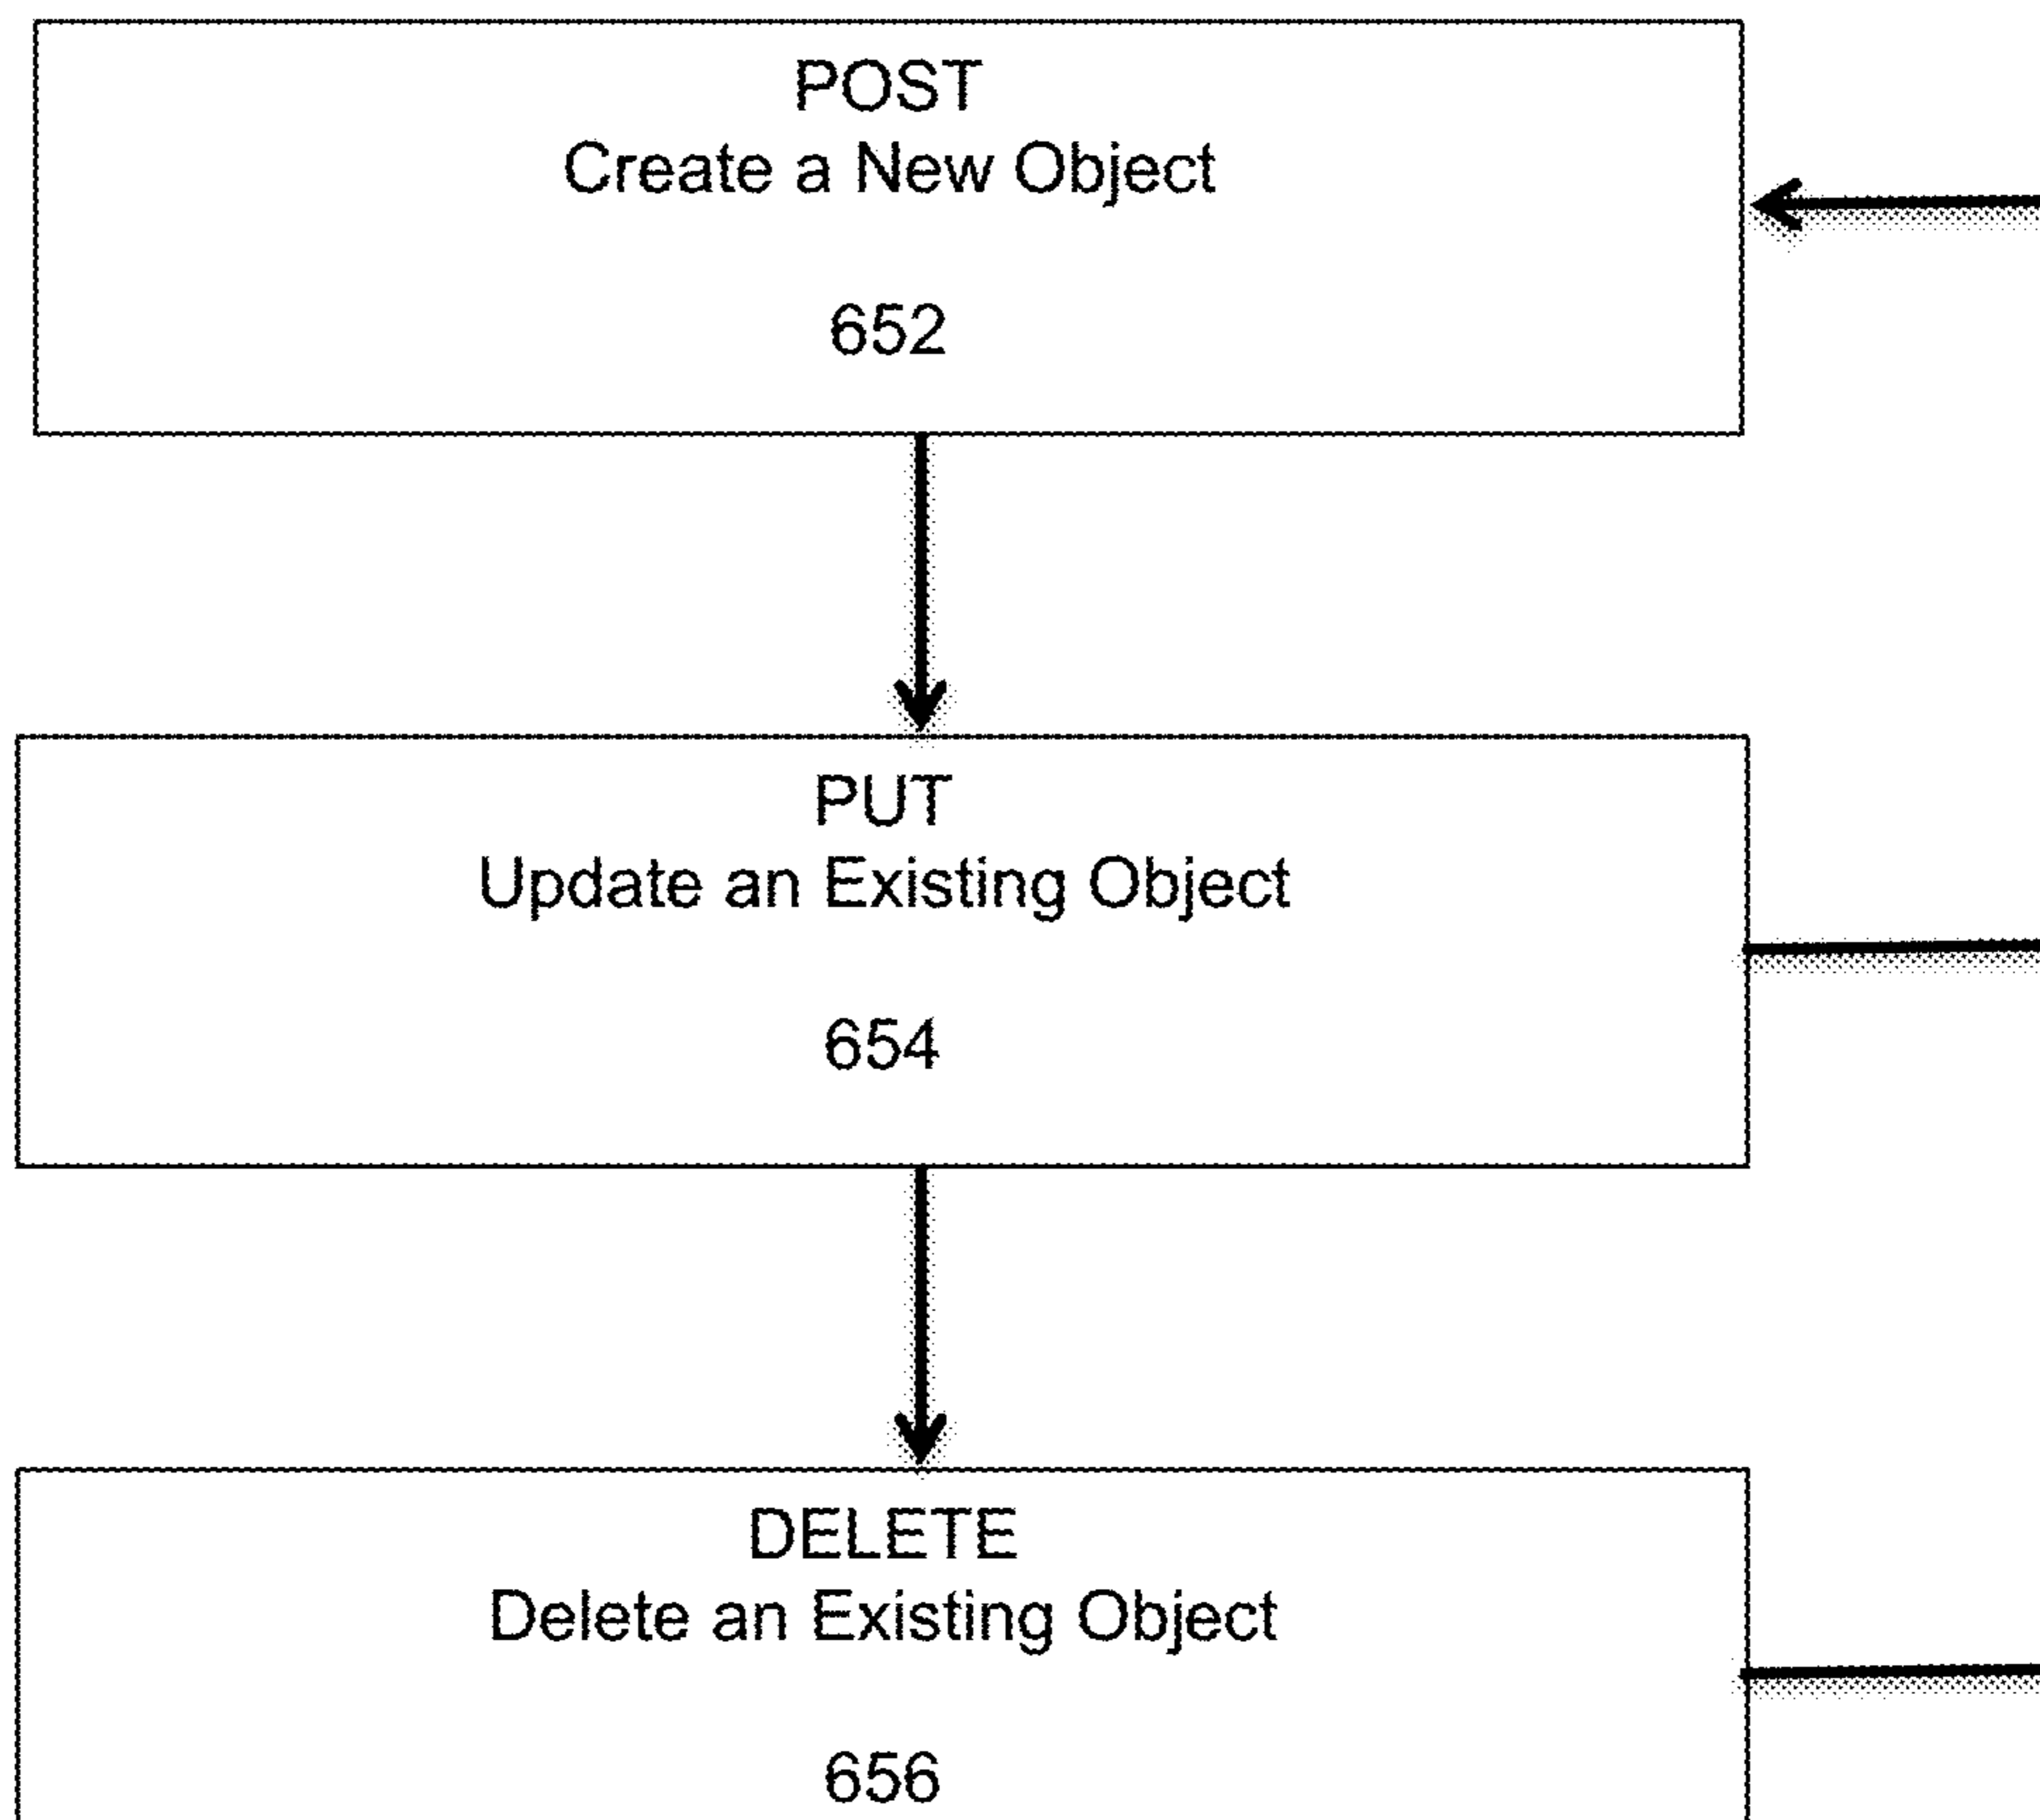 POST
Create a New Object
652
PUT
Update an Existing Object
654
DELETE
Delete an Existing Object
656